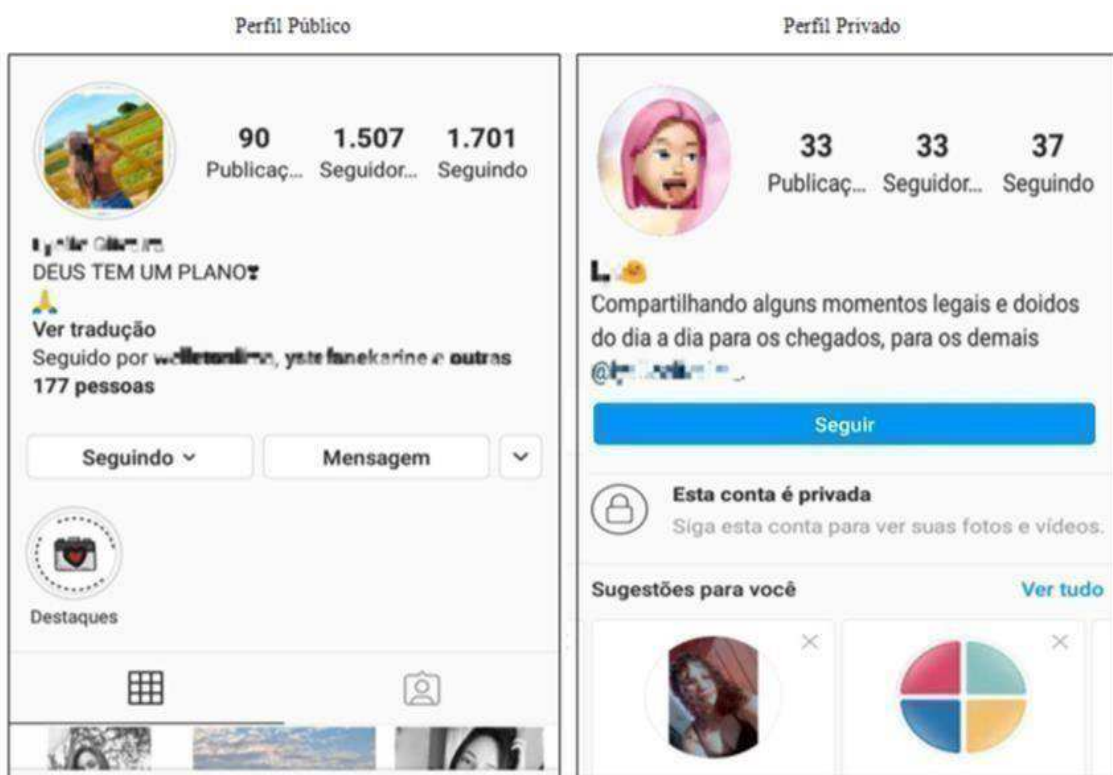 Perfil Público
90 1.507 1.701
Publicaç... Seguidor... Seguindo
DEUS TEM UM PLANO❣
🙏
Ver tradução
Seguido por ystefanekarine e outras
177 pessoas
Seguindo
Mensagem
Destaques
Perfil Privado
33 33 37
Publicaç... Seguidor... Seguindo
L.
Compartilhando alguns momentos legais e doidos
do dia a dia para os chegados, para os demais
Seguir
Esta conta é privada
Siga esta conta para ver suas fotos e vídeos.
Sugestões para você
Ver tudo